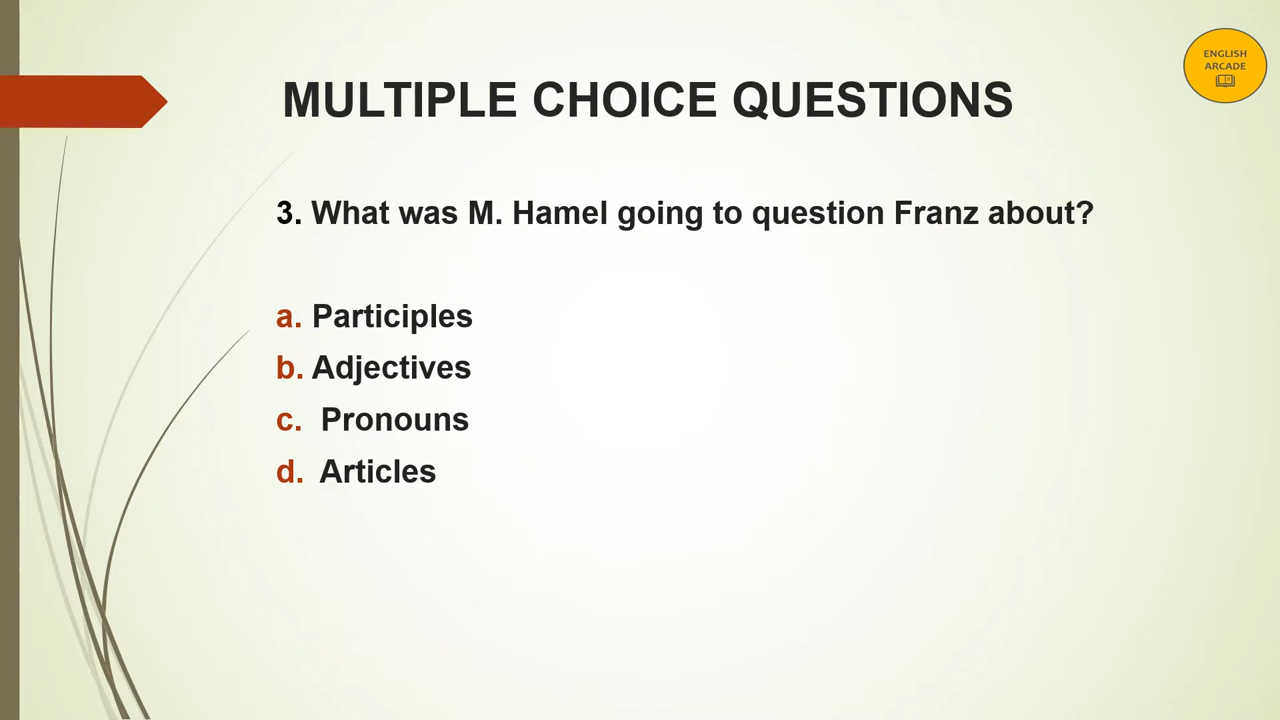 ENGLISH
ARCADE
MULTIPLE CHOICE QUESTIONS
3. What was M. Hamel going to question Franz about?
a. Participles
b. Adjectives
c. Pronouns
d. Articles